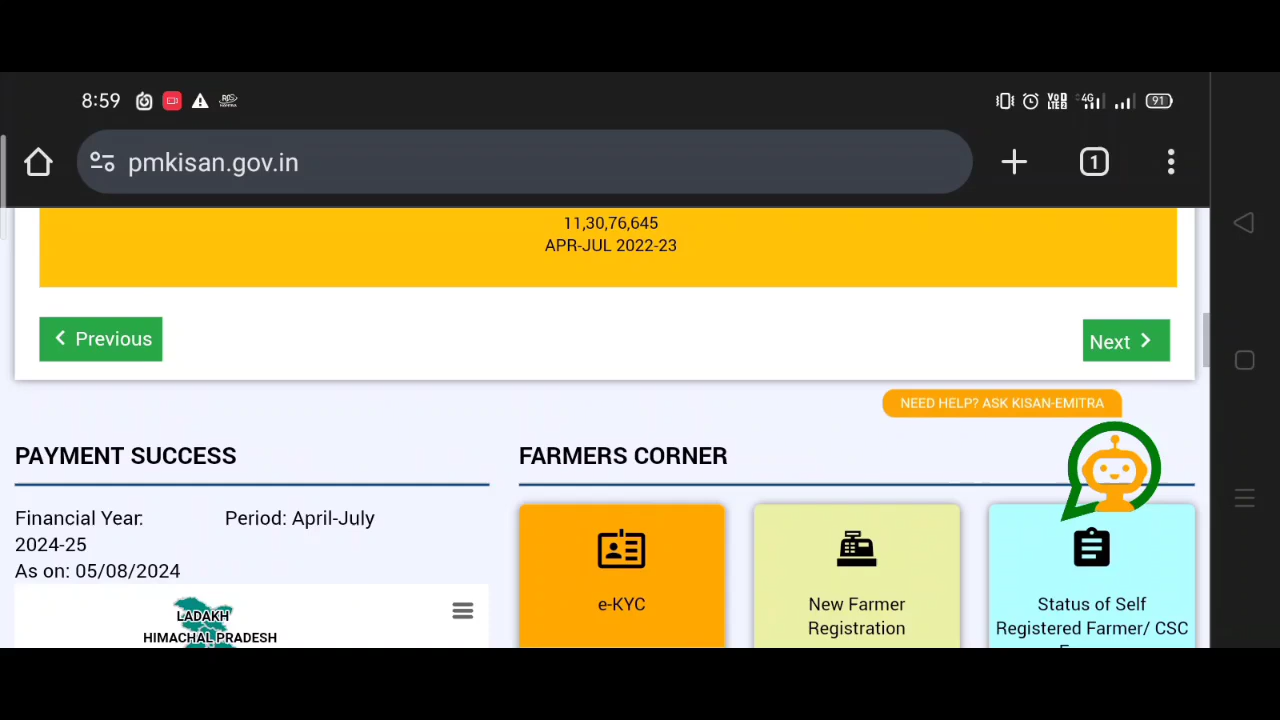 8:59
4G
91
pmkisan.gov.in
1
11,30,76,645
APR-JUL 2022-23
Previous
Next
NEED HELP? ASK KISAN-EMITRA
PAYMENT SUCCESS
FARMERS CORNER
Financial Year:
2024-25
Period: April-July
As on: 05/08/2024
LADAKH
HIMACHAL PRADESH
e-KYC
New Farmer
Registration
Status of Self
Registered Farmer/ CSC